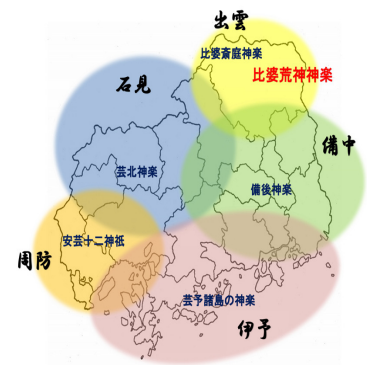 出雲
比婆斎庭神楽
比婆荒神神楽
石見
備中
芸北神楽
備後神楽
安芸十二神祇
周防
芸予諸島の神楽
伊予